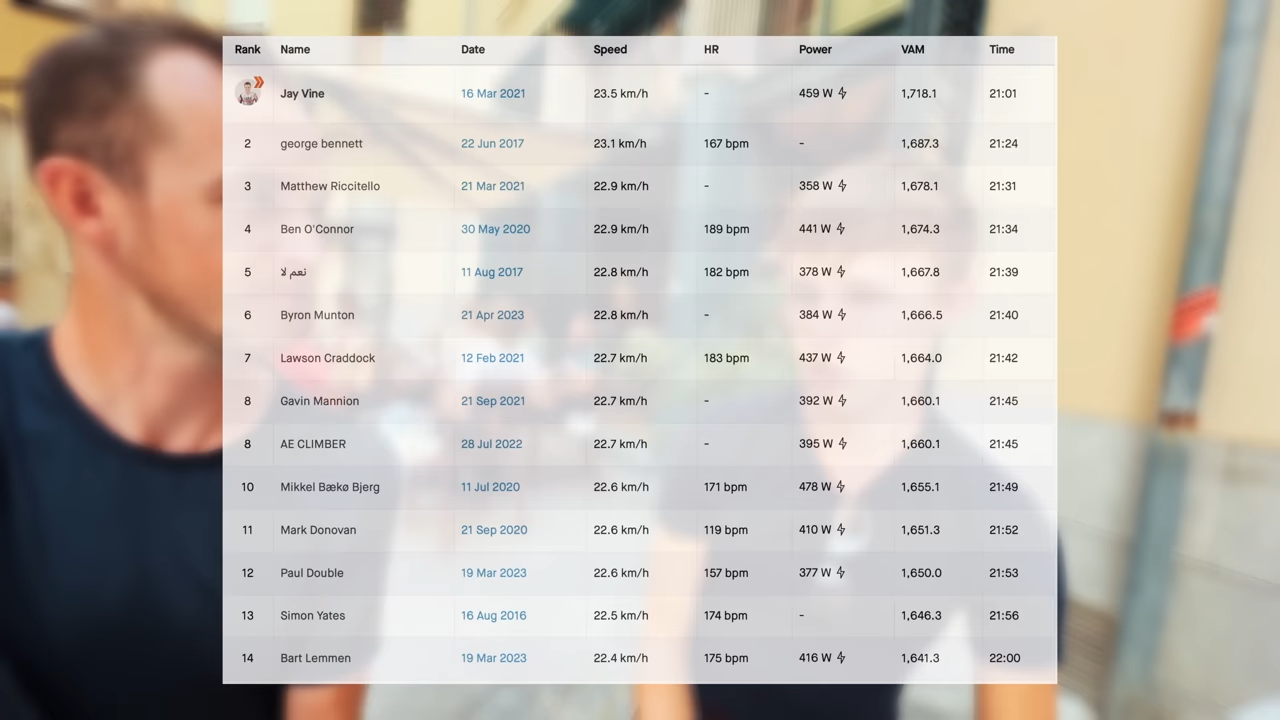 Rank Name Date Speed HR Power VAM Time
Jay Vine 16 Mar 2021 23.5 km/h - 459 W 1,718.1 21:01
2 george bennett 22 Jun 2017 23.1 km/h 167 bpm - 1,687.3 21:24
3 Matthew Riccitello 21 Mar 2021 22.9 km/h - 358 W 1,678.1 21:31
4 Ben O'Connor 30 May 2020 22.9 km/h 189 bpm 441 W 1,674.3 21:34
5 نعم لا 11 Aug 2017 22.8 km/h 182 bpm 378 W 1,667.8 21:39
6 Byron Munton 21 Apr 2023 22.8 km/h - 384 W 1,666.5 21:40
7 Lawson Craddock 12 Feb 2021 22.7 km/h 183 bpm 437 W 1,664.0 21:42
8 Gavin Mannion 21 Sep 2021 22.7 km/h - 392 W 1,660.1 21:45
8 AE CLIMBER 28 Jul 2022 22.7 km/h - 395 W 1,660.1 21:45
10 Mikkel Bækø Bjerg 11 Jul 2020 22.6 km/h 171 bpm 478 W 1,655.1 21:49
11 Mark Donovan 21 Sep 2020 22.6 km/h 119 bpm 410 W 1,651.3 21:52
12 Paul Double 19 Mar 2023 22.6 km/h 157 bpm 377 W 1,650.0 21:53
13 Simon Yates 16 Aug 2016 22.5 km/h 174 bpm - 1,646.3 21:56
14 Bart Lemmen 19 Mar 2023 22.4 km/h 175 bpm 416 W 1,641.3 22:00